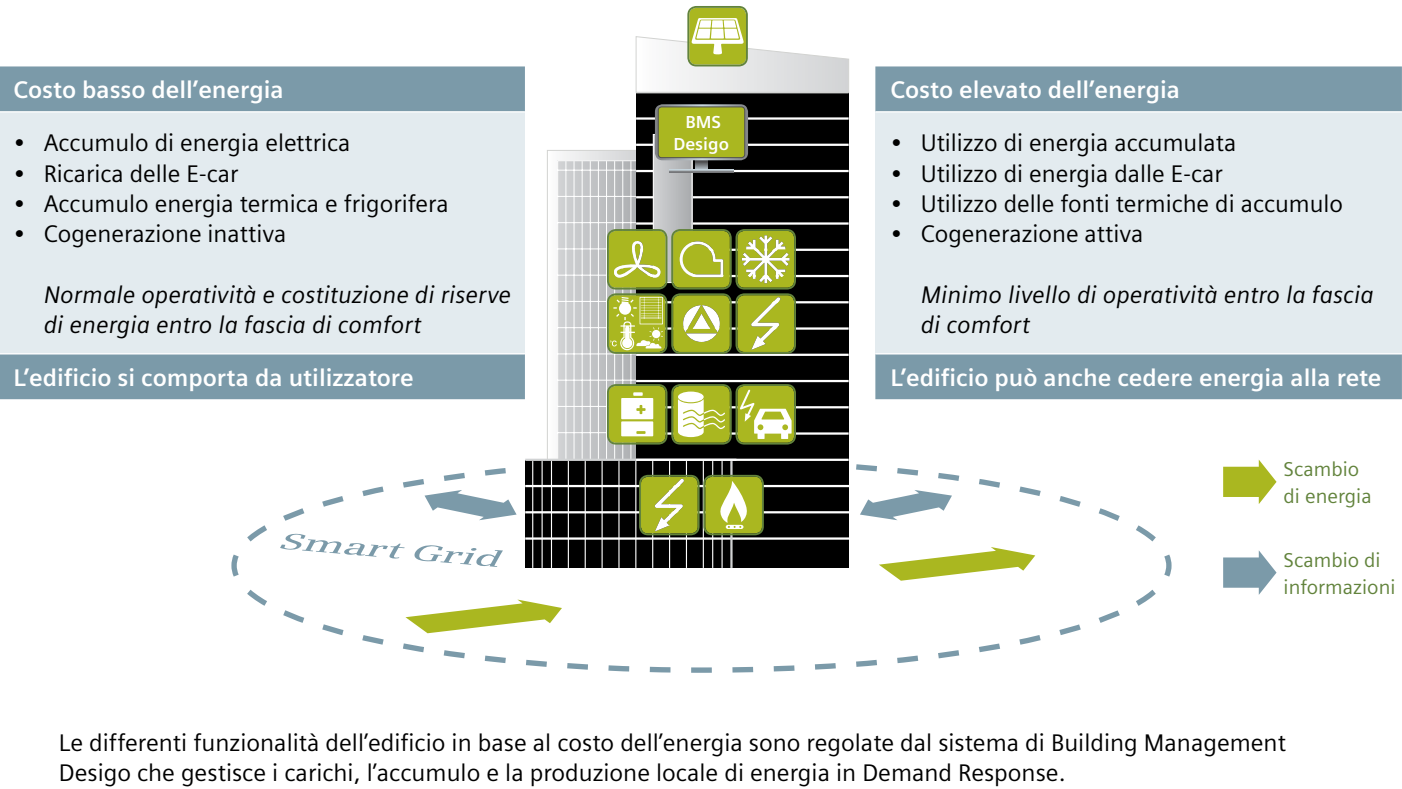 Costo basso dell’energia
• Accumulo di energia elettrica
• Ricarica delle E-car
• Accumulo energia termica e frigorifera
• Cogenerazione inattiva
Normale operatività e costituzione di riserve
di energia entro la fascia di comfort
L’edificio si comporta da utilizzatore
BMS
Desigo
°C
Costo elevato dell’energia
• Utilizzo di energia accumulata
• Utilizzo di energia dalle E-car
• Utilizzo delle fonti termiche di accumulo
• Cogenerazione attiva
Minimo livello di operatività entro la fascia
di comfort
L’edificio può anche cedere energia alla rete
Smart Grid
Scambio
di energia
Scambio di
informazioni
Le differenti funzionalità dell’edificio in base al costo dell’energia sono regolate dal sistema di Building Management
Desigo che gestisce i carichi, l’accumulo e la produzione locale di energia in Demand Response.